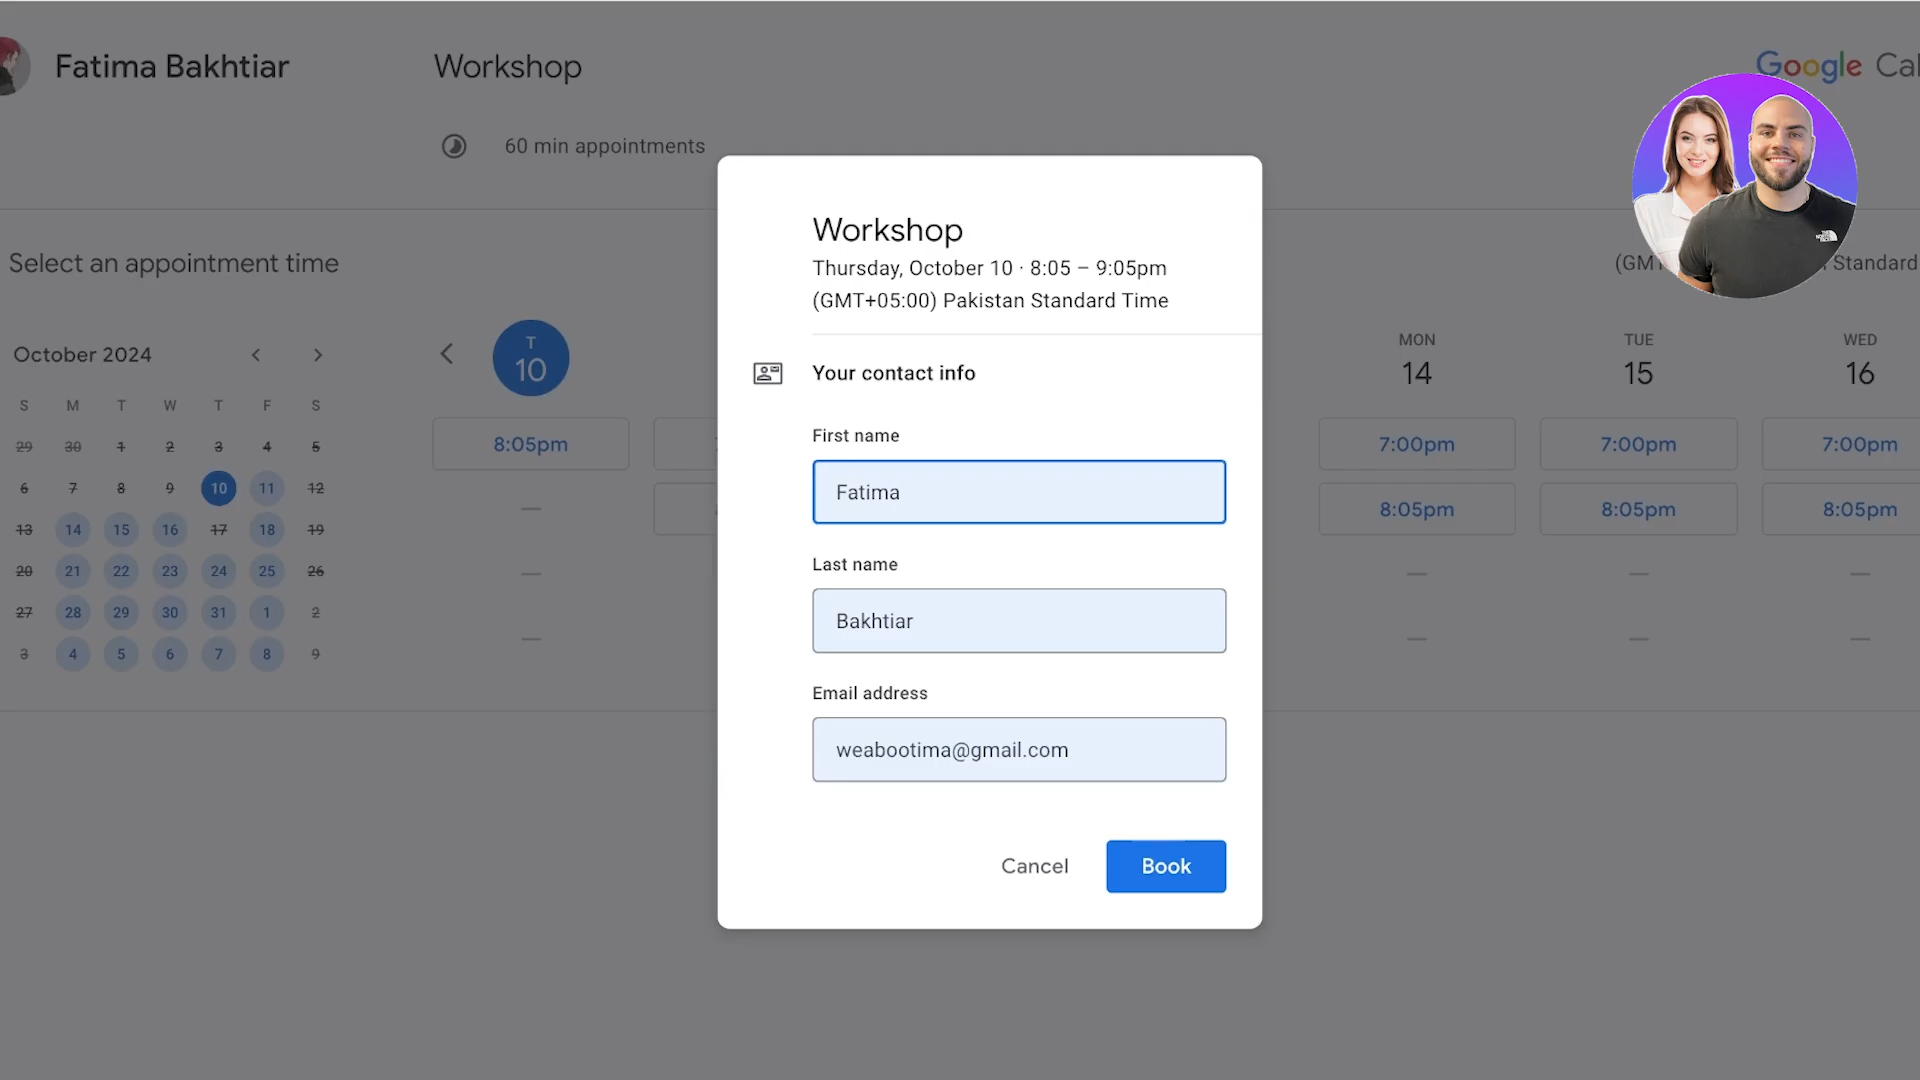 Fatima Bakhtiar
Workshop
Google Cal
60 min appointments
Select an appointment time
(GMT
Standard
October 2024
S M T W T F S
29 30 1 2 3 4 5
6 7 8 9 10 11 12
13 14 15 16 17 18 19
20 21 22 23 24 25 26
27 28 29 30 31 1 2
3 4 5 6 7 8 9
T
10
8:05pm
—
—
—
Workshop
Thursday, October 10 · 8:05 – 9:05pm
(GMT+05:00) Pakistan Standard Time
Your contact info
First name
Fatima
Last name
Bakhtiar
Email address
weabootima@gmail.com
Cancel
Book
MON
14
7:00pm
8:05pm
—
—
TUE
15
7:00pm
8:05pm
—
—
WED
16
7:00pm
8:05pm
—
—